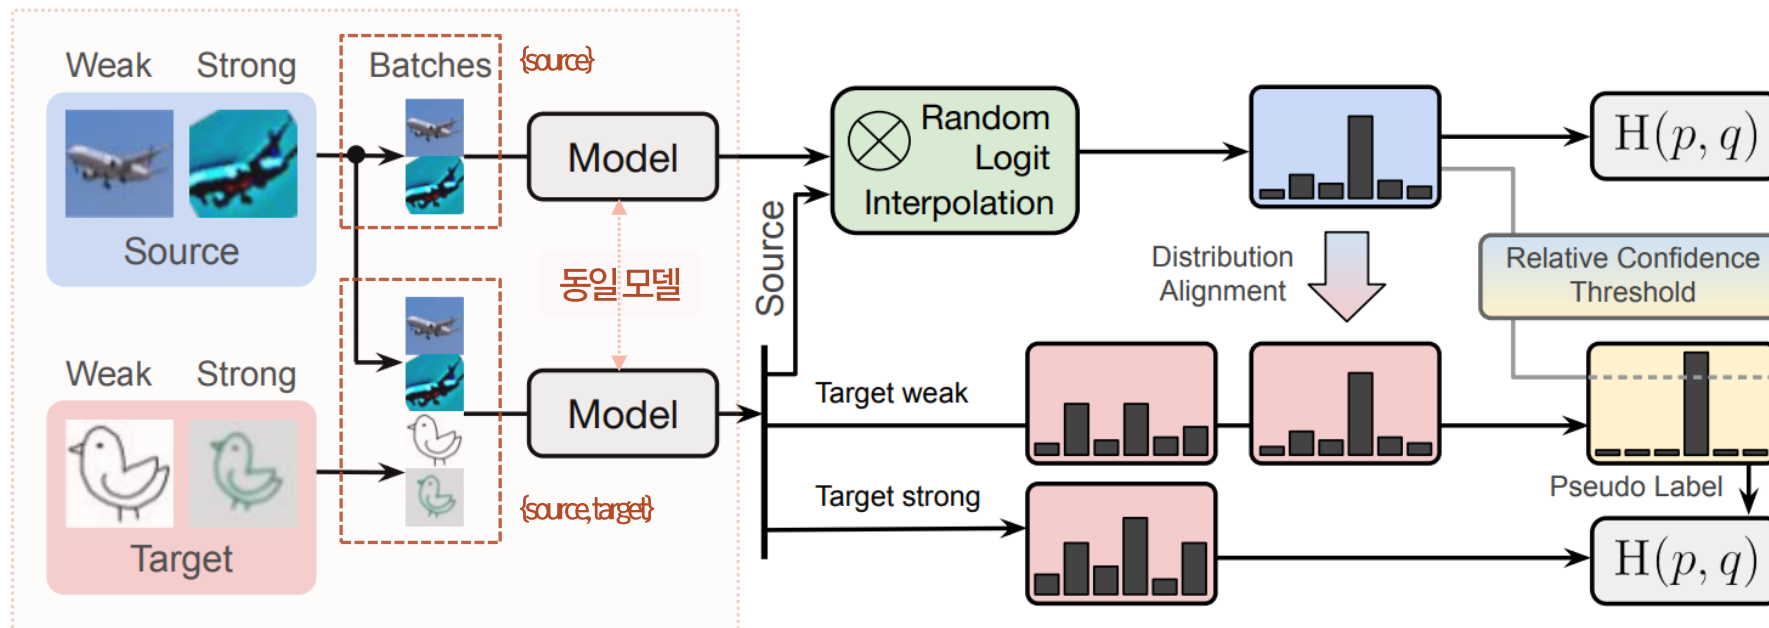 Weak Strong
Batches
{source}
Source
Model
동일 모델
Weak Strong
Target
Model
{source, target}
Source
Random
Logit
Interpolation
H(p, q)
Distribution
Alignment
Relative Confidence
Threshold
Target weak
Target strong
Pseudo Label
H(p, q)